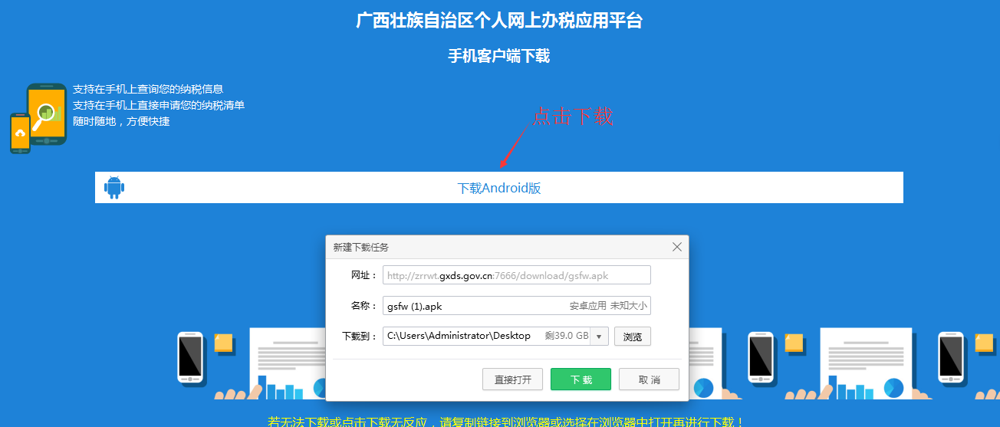 广西壮族自治区个人网上办税应用平台
手机客户端下载
支持在手机上查询您的纳税信息
支持在手机上直接申请您的纳税清单
随时随地，方便快捷
点击下载
下载Android版
新建下载任务
网址： http://zrrwt.gxds.gov.cn:7666/download/gsfw.apk
名称： gsfw (1).apk 安卓应用 未知大小
下载到： C:\Users\Administrator\Desktop 剩39.0 GB 浏览
直接打开 下载 取消
若无法下载或点击下载无反应，请复制链接到浏览器或选择在浏览器中打开再进行下载！